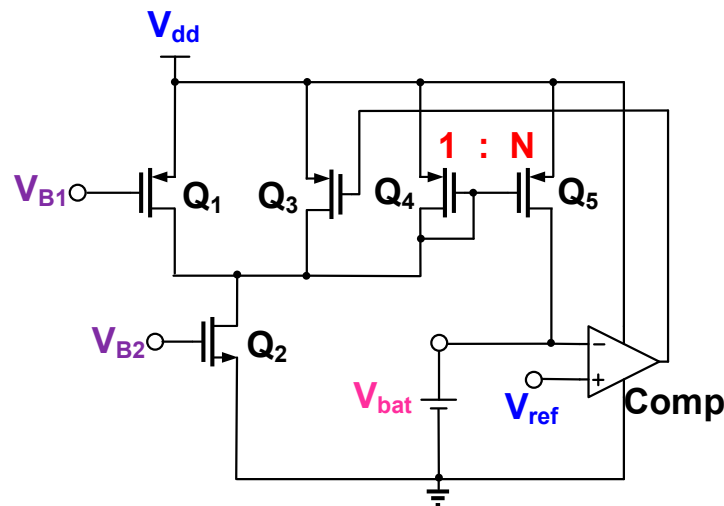 Vdd
1 : N
VB1
Q1
Q3
Q4
Q5
VB2
Q2
−
+
Vbat
Vref
Comp